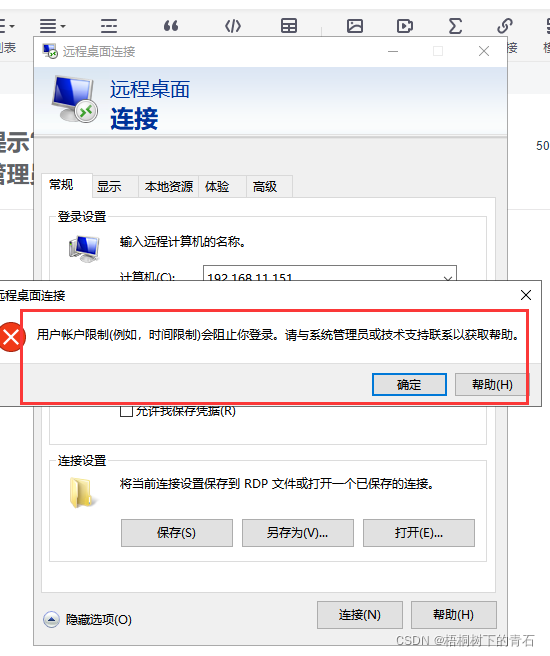 列表
远程桌面连接
远程桌面
连接
提示
管理员
50
常规
显示
本地资源
体验
高级
登录设置
输入远程计算机的名称。
计算机(C):
192.168.11.151
远程桌面连接
用户帐户限制(例如，时间限制)会阻止你登录。请与系统管理员或技术支持联系以获取帮助。
确定
帮助(H)
允许我保存凭据(R)
连接设置
将当前连接设置保存到 RDP 文件或打开一个已保存的连接。
保存(S)
另存为(V)...
打开(E)...
隐藏选项(O)
连接(N)
帮助(H)
CSDN @梧桐树下的青石